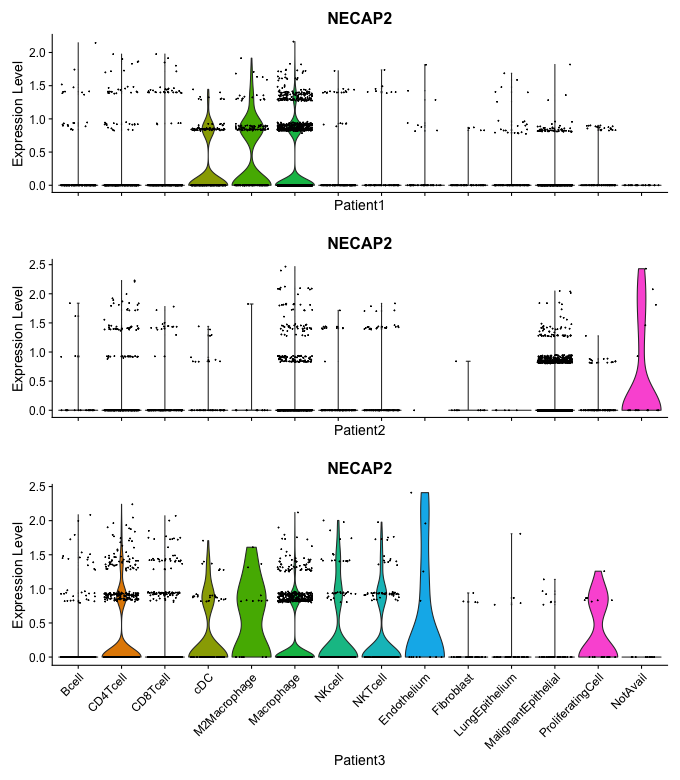 NECAP2
Expression Level
2.0
1.5
1.0
0.5
0.0
Patient1
NECAP2
Expression Level
2.5
2.0
1.5
1.0
0.5
0.0
Patient2
NECAP2
Expression Level
2.5
2.0
1.5
1.0
0.5
0.0
Bcell
CD4Tcell
CD8Tcell
cDC
M2Macrophage
Macrophage
NKcell
NKTcell
Endothelium
Fibroblast
LungEpithelium
MalignantEpithelial
ProliferatingCell
NotAvail
Patient3